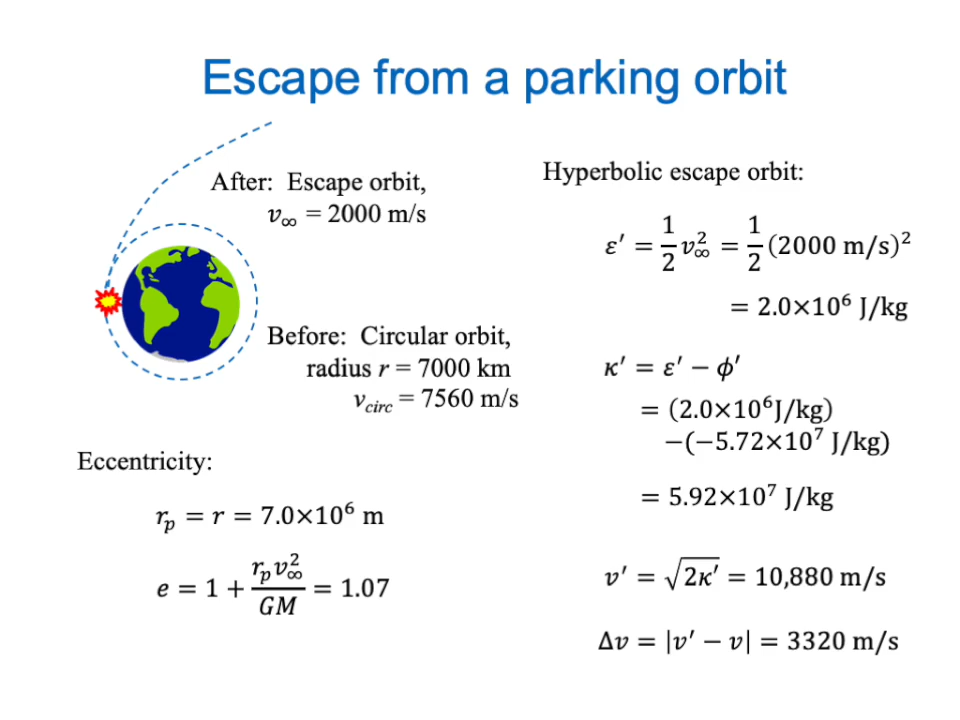 Escape from a parking orbit
After: Escape orbit,
v∞ = 2000 m/s
Before: Circular orbit,
radius r = 7000 km
v_circ = 7560 m/s
Eccentricity:
r_p = r = 7.0×10⁶ m
e = 1 + r_p v∞² / GM = 1.07
Hyperbolic escape orbit:
ε′ = 1/2 v∞² = 1/2 (2000 m/s)²
= 2.0×10⁶ J/kg
κ′ = ε′ − ϕ′
= (2.0×10⁶J/kg)
−(−5.72×10⁷ J/kg)
= 5.92×10⁷ J/kg
v′ = √2κ′ = 10,880 m/s
Δv = |v′ − v| = 3320 m/s